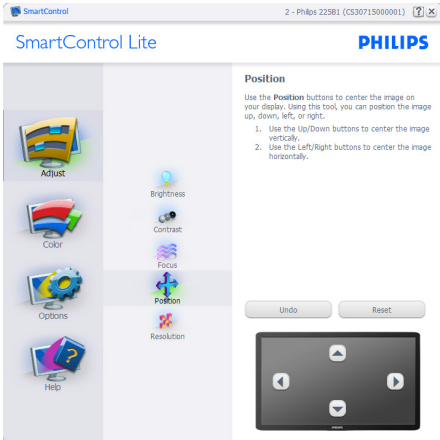 SmartControl
2 - Philips 225B1 (CS30715000001)
SmartControl Lite
PHILIPS
Position
Use the Position buttons to center the image on
your display. Using this tool, you can position the image
up, down, left, or right.
1. Use the Up/Down buttons to center the image
vertically.
2. Use the Left/Right buttons to center the image
horizontally.
Adjust
Color
Options
Help
Brightness
Contrast
Focus
Position
Resolution
Undo
Reset
PHILIPS